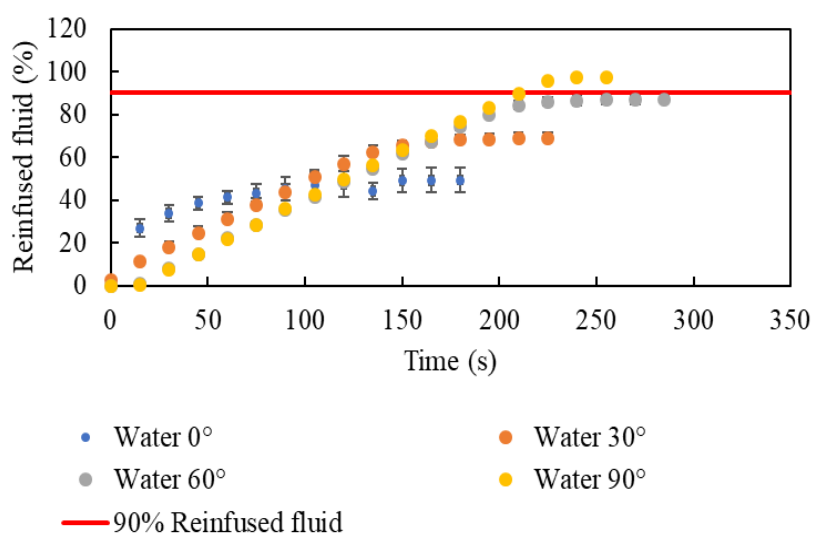 Reinfused fluid (%)
120
100
80
60
40
20
0
0 50 100 150 200 250 300 350
Time (s)
Water 0° Water 30°
Water 60° Water 90°
90% Reinfused fluid